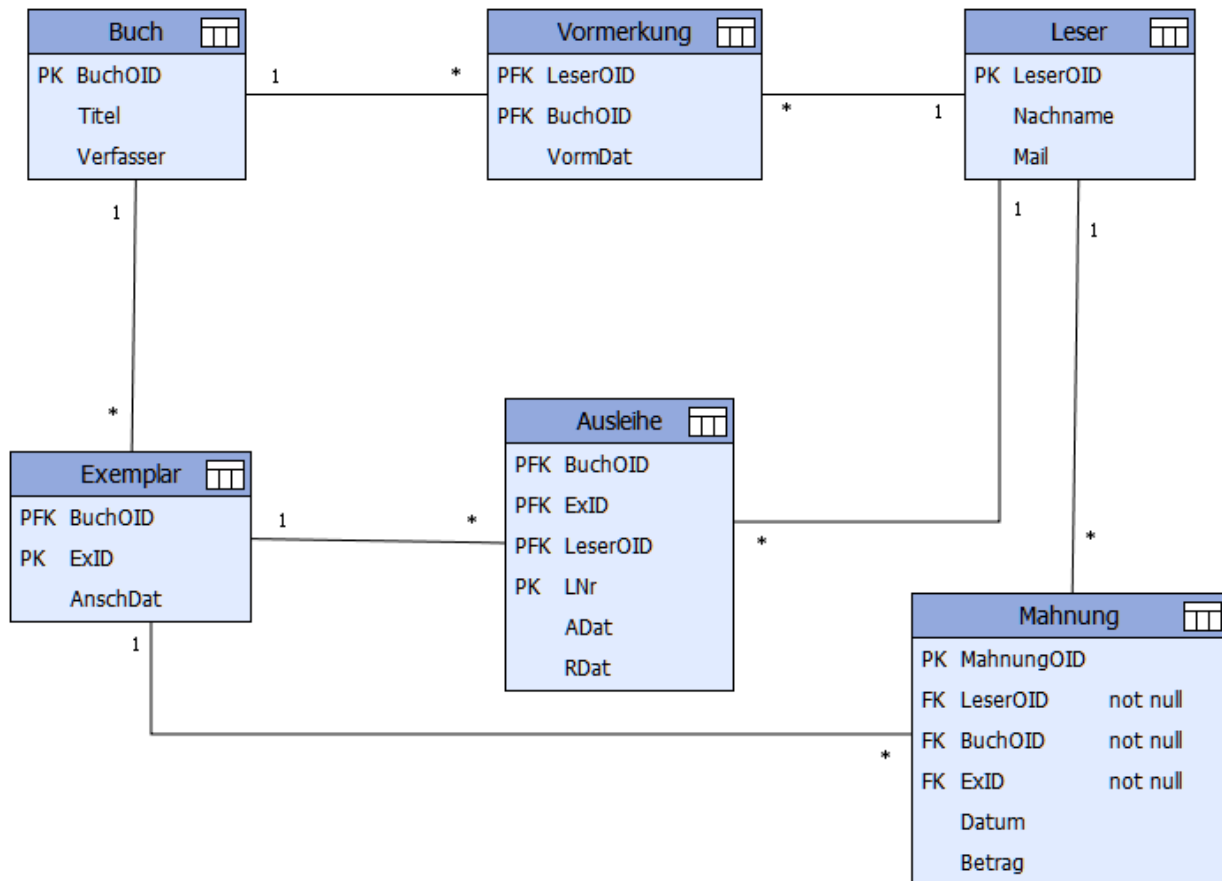 Buch
PK BuchOID
Titel
Verfasser
1
*
Vormerkung
PFK LeserOID
PFK BuchOID
VormDat
*
1
Leser
PK LeserOID
Nachname
Mail
1
*
1
1
Exemplar
PFK BuchOID
PK ExID
AnschDat
1
*
Ausleihe
PFK BuchOID
PFK ExID
PFK LeserOID
PK LNr
ADat
RDat
*
*
1
*
Mahnung
PK MahnungOID
FK LeserOID not null
FK BuchOID not null
FK ExID not null
Datum
Betrag